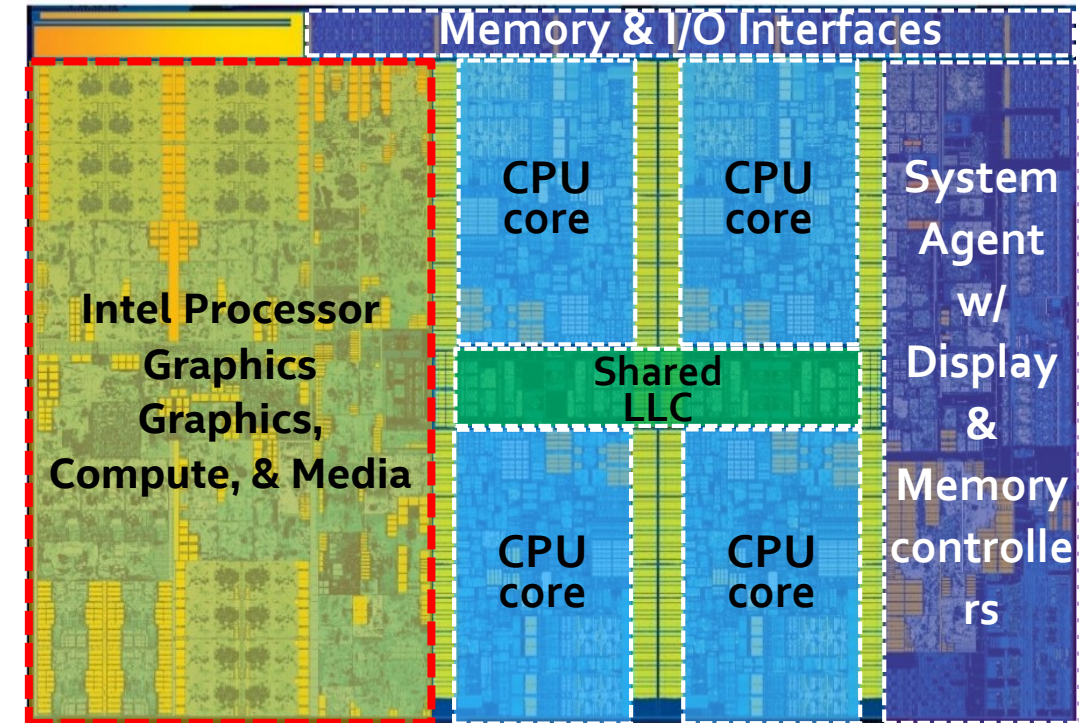 Memory & I/O Interfaces
Intel Processor
Graphics
Graphics,
Compute, & Media
CPU
core
CPU
core
Shared
LLC
CPU
core
CPU
core
System
Agent
w/
Display
&
Memory
controlle
rs